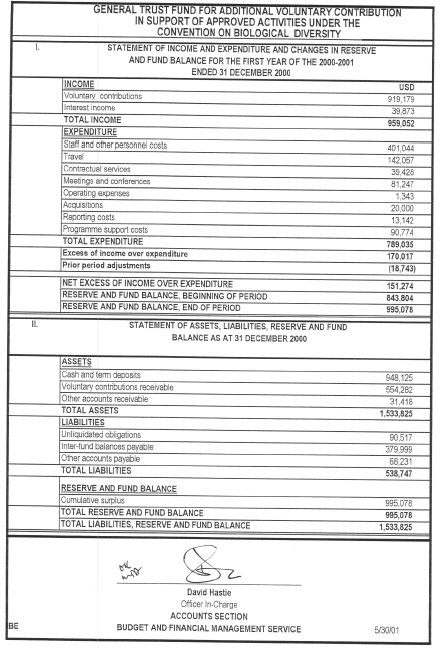 GENERAL TRUST FUND FOR ADDITIONAL VOLUNTARY CONTRIBUTION
IN SUPPORT OF APPROVED ACTIVITIES UNDER THE
CONVENTION ON BIOLOGICAL DIVERSITY
I. STATEMENT OF INCOME AND EXPENDITURE AND CHANGES IN RESERVE
AND FUND BALANCE FOR THE FIRST YEAR OF THE 2000-2001
ENDED 31 DECEMBER 2000
INCOME USD
Voluntary contributions 919,179
Interest income 39,873
TOTAL INCOME 959,052
EXPENDITURE
Staff and other personnel costs 401,044
Travel 142,057
Contractual services 39,428
Meetings and conferences 81,247
Operating expenses 1,343
Acquisitions 20,000
Reporting costs 13,142
Programme support costs 90,774
TOTAL EXPENDITURE 789,035
Excess of income over expenditure 170,017
Prior period adjustments (18,743)
NET EXCESS OF INCOME OVER EXPENDITURE 151,274
RESERVE AND FUND BALANCE, BEGINNING OF PERIOD 843,804
RESERVE AND FUND BALANCE, END OF PERIOD 995,078
II. STATEMENT OF ASSETS, LIABILITIES, RESERVE AND FUND
BALANCE AS AT 31 DECEMBER 2000
ASSETS
Cash and term deposits 948,125
Voluntary contributions receivable 554,282
Other accounts receivable 31,418
TOTAL ASSETS 1,533,825
LIABILITIES
Unliquidated obligations 90,517
Inter-fund balances payable 379,999
Other accounts payable 68,231
TOTAL LIABILITIES 538,747
RESERVE AND FUND BALANCE
Cumulative surplus 995,078
TOTAL RESERVE AND FUND BALANCE 995,078
TOTAL LIABILITIES, RESERVE AND FUND BALANCE 1,533,825
David Hastie
Officer In-Charge
ACCOUNTS SECTION
BE BUDGET AND FINANCIAL MANAGEMENT SERVICE 5/30/01